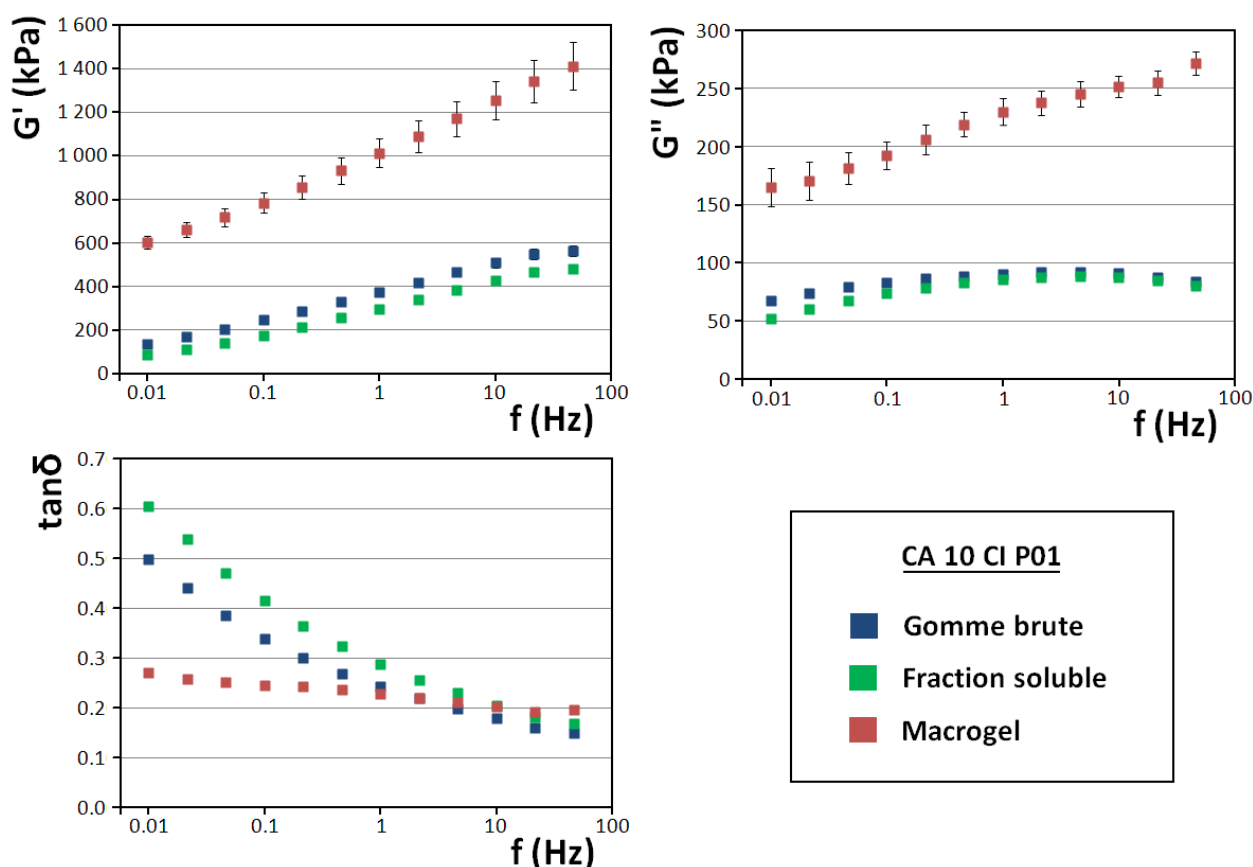 G' (kPa)
1 600
1 400
1 200
1 000
800
600
400
200
0
0.01 0.1 1 10 100
f (Hz)
G'' (kPa)
300
250
200
150
100
50
0
0.01 0.1 1 10 100
f (Hz)
tanδ
0.7
0.6
0.5
0.4
0.3
0.2
0.1
0.0
0.01 0.1 1 10 100
f (Hz)
CA 10 CI P01
Gomme brute
Fraction soluble
Macrogel